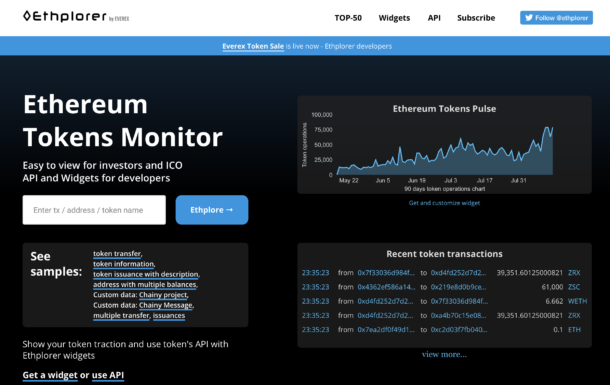 Ethplorer by EVEREX
TOP-50 Widgets API Subscribe Follow @ethplorer
Everex Token Sale is live now - Ethplorer developers
Ethereum
Tokens Monitor
Easy to view for investors and ICO
API and Widgets for developers
Enter tx / address / token name
Ethplore →
Ethereum Tokens Pulse
Token operations
100,000
75,000
50,000
25,000
0
May 22 Jun 5 Jun 19 Jul 3 Jul 17 Jul 31
90 days token operations chart
Get and customize widget
See
samples:
token transfer,
token information,
token issuance with description,
address with multiple balances,
Custom data: Chainy project,
Custom data: Chainy Message,
multiple transfer, issuances
Recent token transactions
23:35:23 from 0x7f33036d984f... to 0xd4fd252d7d2... 39,351.60125000821 ZRX
23:35:23 from 0x4362ef586a14... to 0x219e8d0b9ce... 61,000 ZSC
23:35:23 from 0xd4fd252d7d2... to 0x7f33036d984f... 6.662 WETH
23:35:23 from 0xd4fd252d7d2... to 0xa4b70c15e08... 39,351.60125000821 ZRX
23:35:23 from 0x7ea2df0f49d1... to 0xc2d03f7fb040... 0.1 ETH
view more...
Show your token traction and use token's API with
Ethplorer widgets
Get a widget or use API